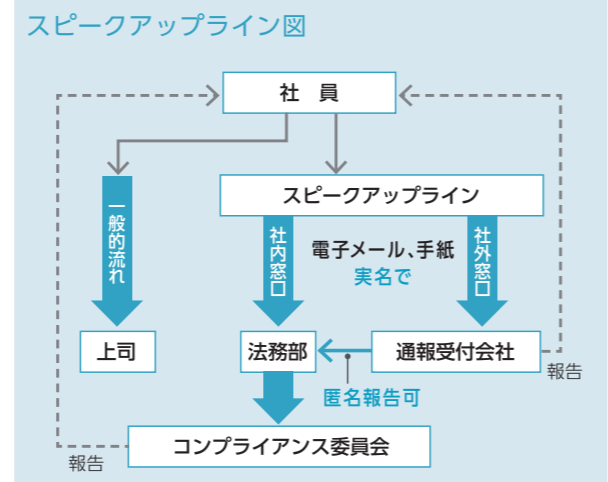 スピークアップライン図
社 員
一般的流れ
スピークアップライン
社内窓口
電子メール、手紙
実名で
社外窓口
上司
法務部
通報受付会社
報告
匿名報告可
コンプライアンス委員会
報告